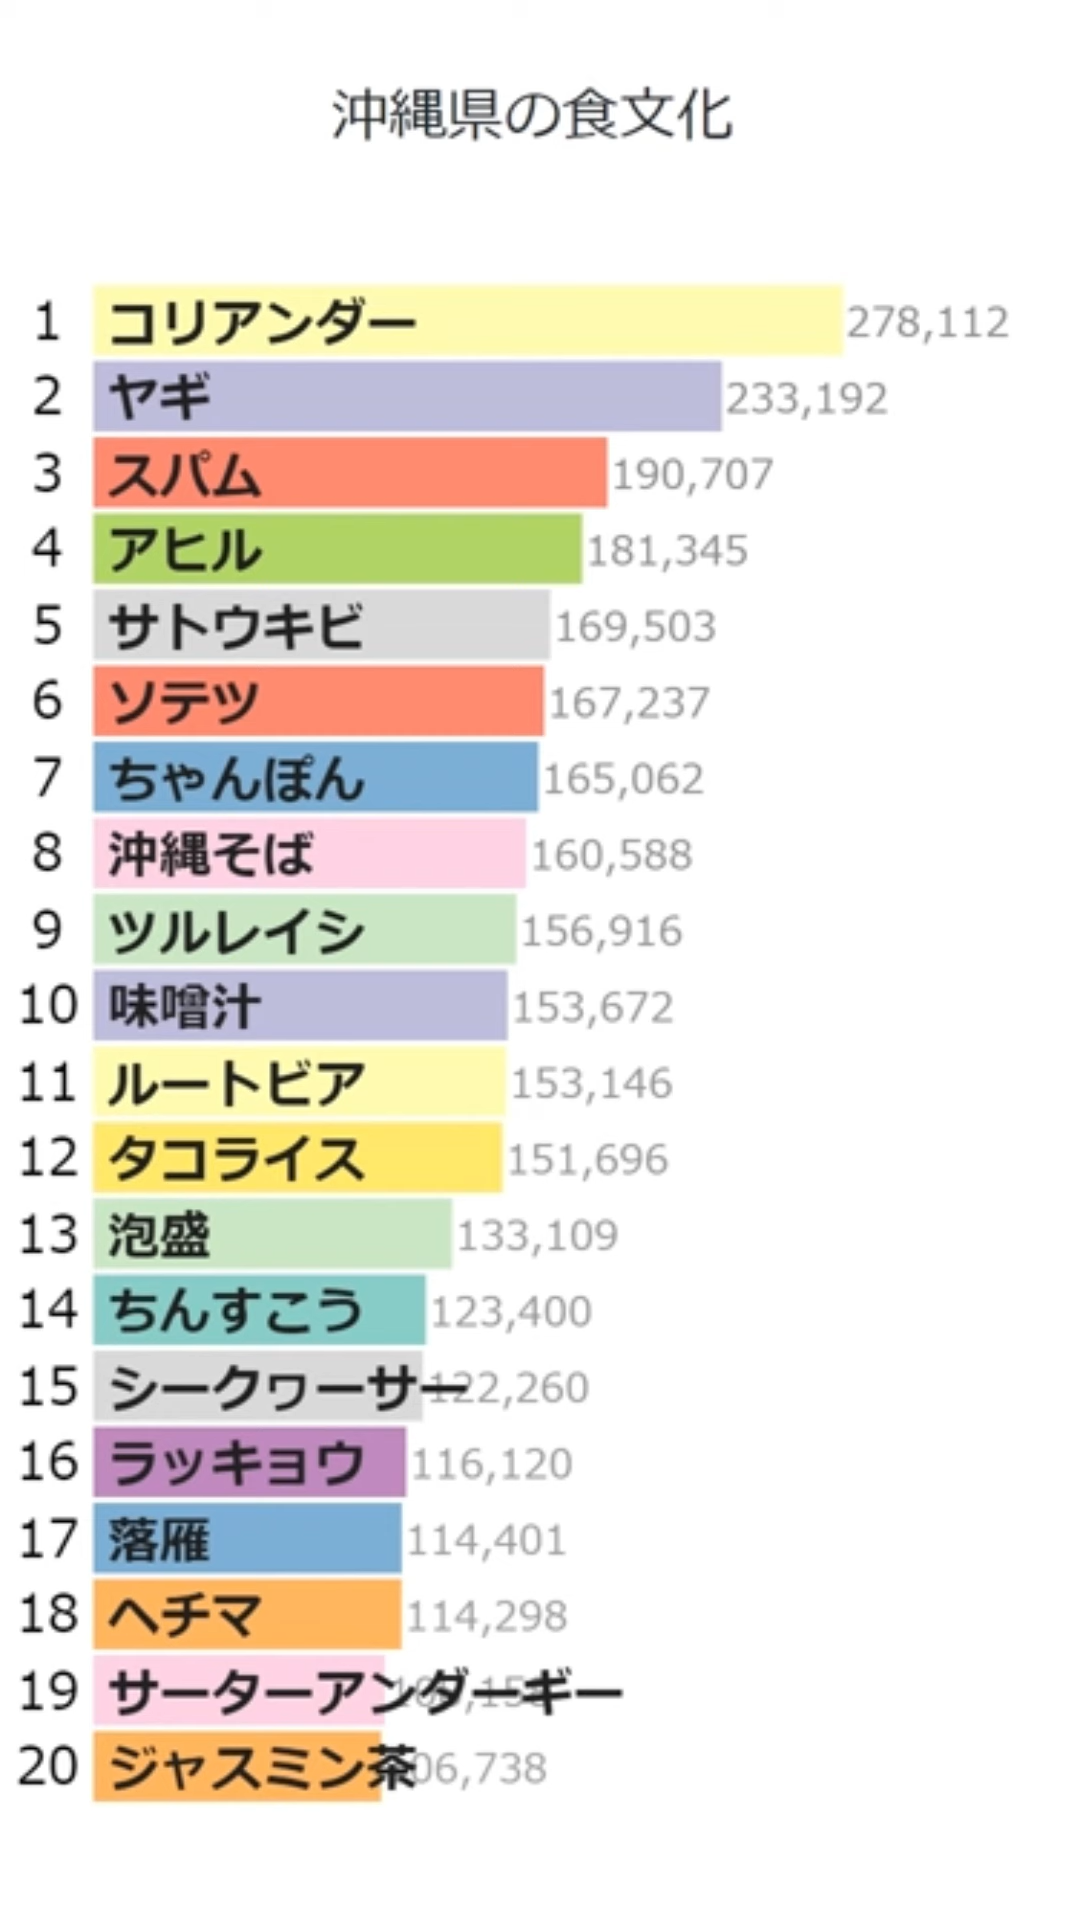 沖縄県の食文化
1 コリアンダー 278,112
2 ヤギ 233,192
3 スパム 190,707
4 アヒル 181,345
5 サトウキビ 169,503
6 ソテツ 167,237
7 ちゃんぽん 165,062
8 沖縄そば 160,588
9 ツルレイシ 156,916
10 味噌汁 153,672
11 ルートビア 153,146
12 タコライス 151,696
13 泡盛 133,109
14 ちんすこう 123,400
15 シークヮーサー 122,260
16 ラッキョウ 116,120
17 落雁 114,401
18 ヘチマ 114,298
19 サーターアンダーギー
20 ジャスミン茶 106,738